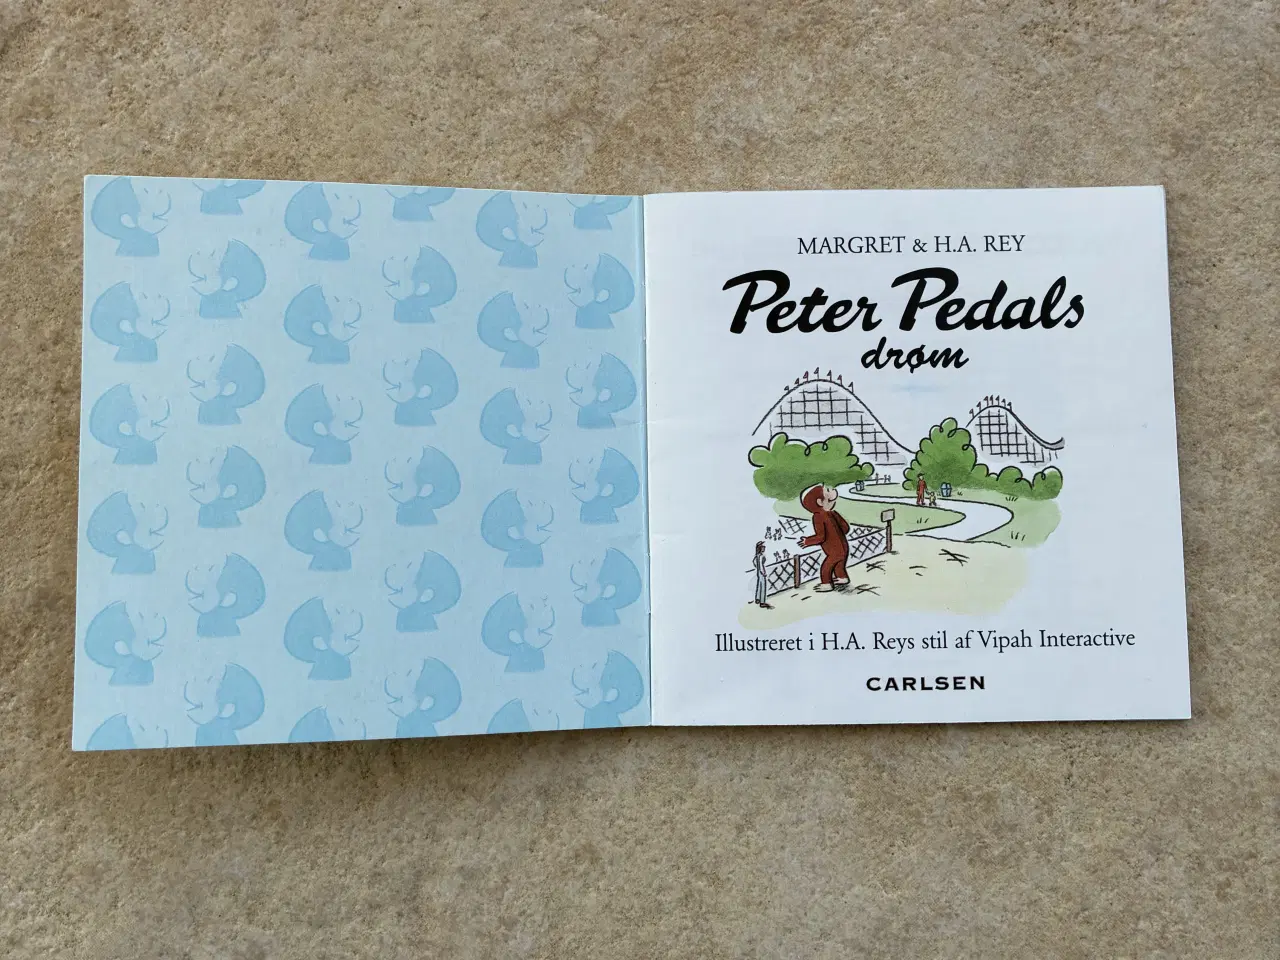 MARGRET & H.A. REY
Peter Pedals
drøm
Illustreret i H.A. Reys stil af Vipah Interactive
CARLSEN